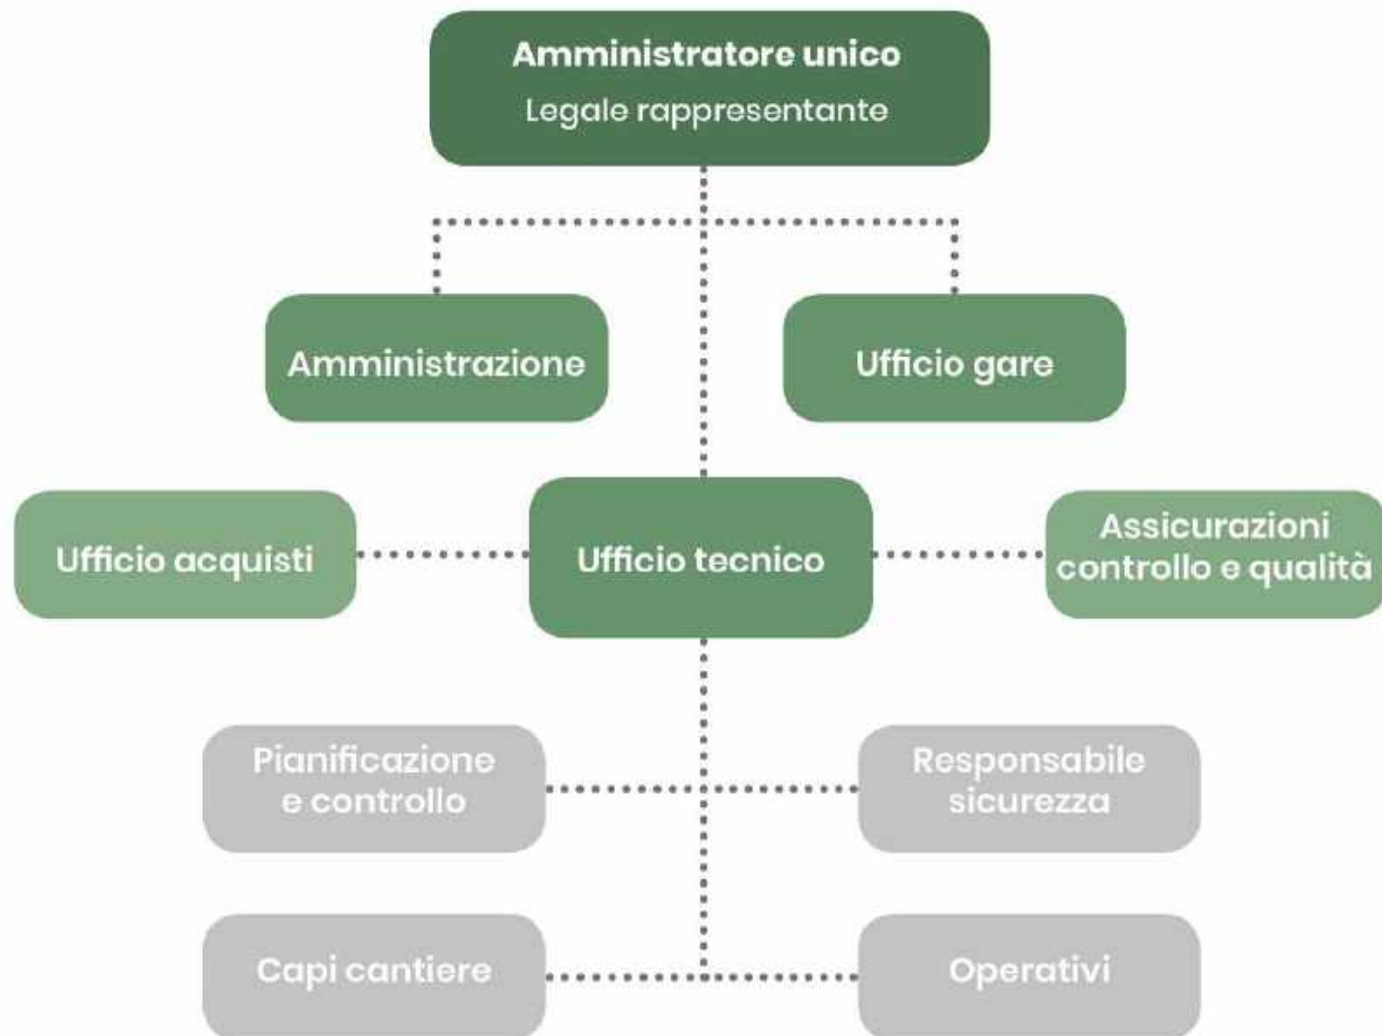 Amministratore unico
Legale rappresentante
Amministrazione
Ufficio gare
Ufficio acquisti
Ufficio tecnico
Assicurazioni
controllo e qualità
Pianificazione
e controllo
Responsabile
sicurezza
Capi cantiere
Operativi